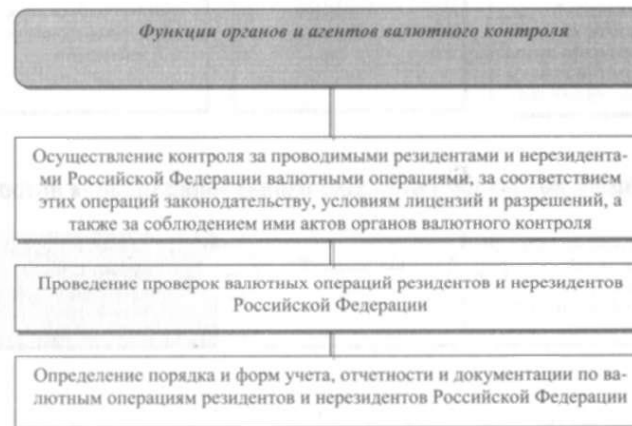 Функции органов и агентов валютного контроля
Осуществление контроля за проводимыми резидентами и нерезидента-
ми Российской Федерации валютными операциями, за соответствием
этих операций законодательству, условиям лицензий и разрешений, а
также за соблюдением ими актов органов валютного контроля
Проведение проверок валютных операций резидентов и нерезидентов
Российской Федерации
Определение порядка и форм учета, отчетности и документации по ва-
лютным операциям резидентов и нерезидентов Российской Федерации